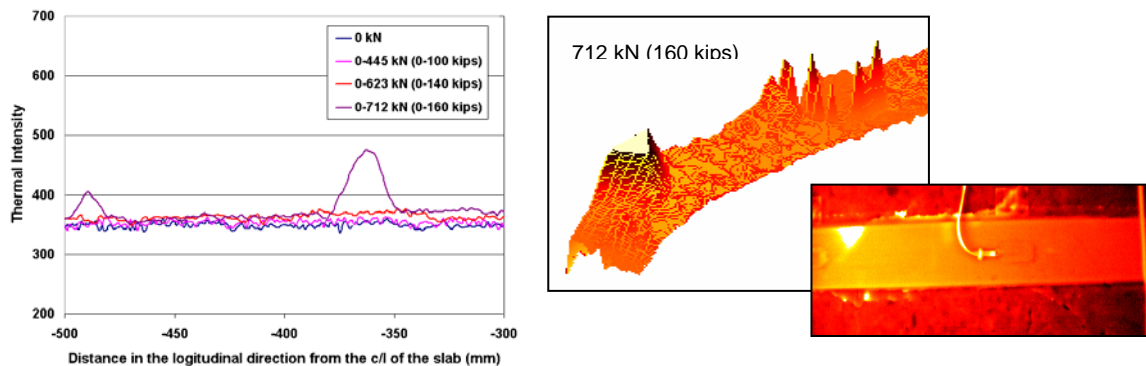 700
600
500
400
300
200
Thermal Intensity
0 kN
0-445 kN (0-100 kips)
0-623 kN (0-140 kips)
0-712 kN (0-160 kips)
-500
-450
-400
-350
-300
Distance in the logitudinal direction from the c/l of the slab (mm)
712 kN (160 kips)